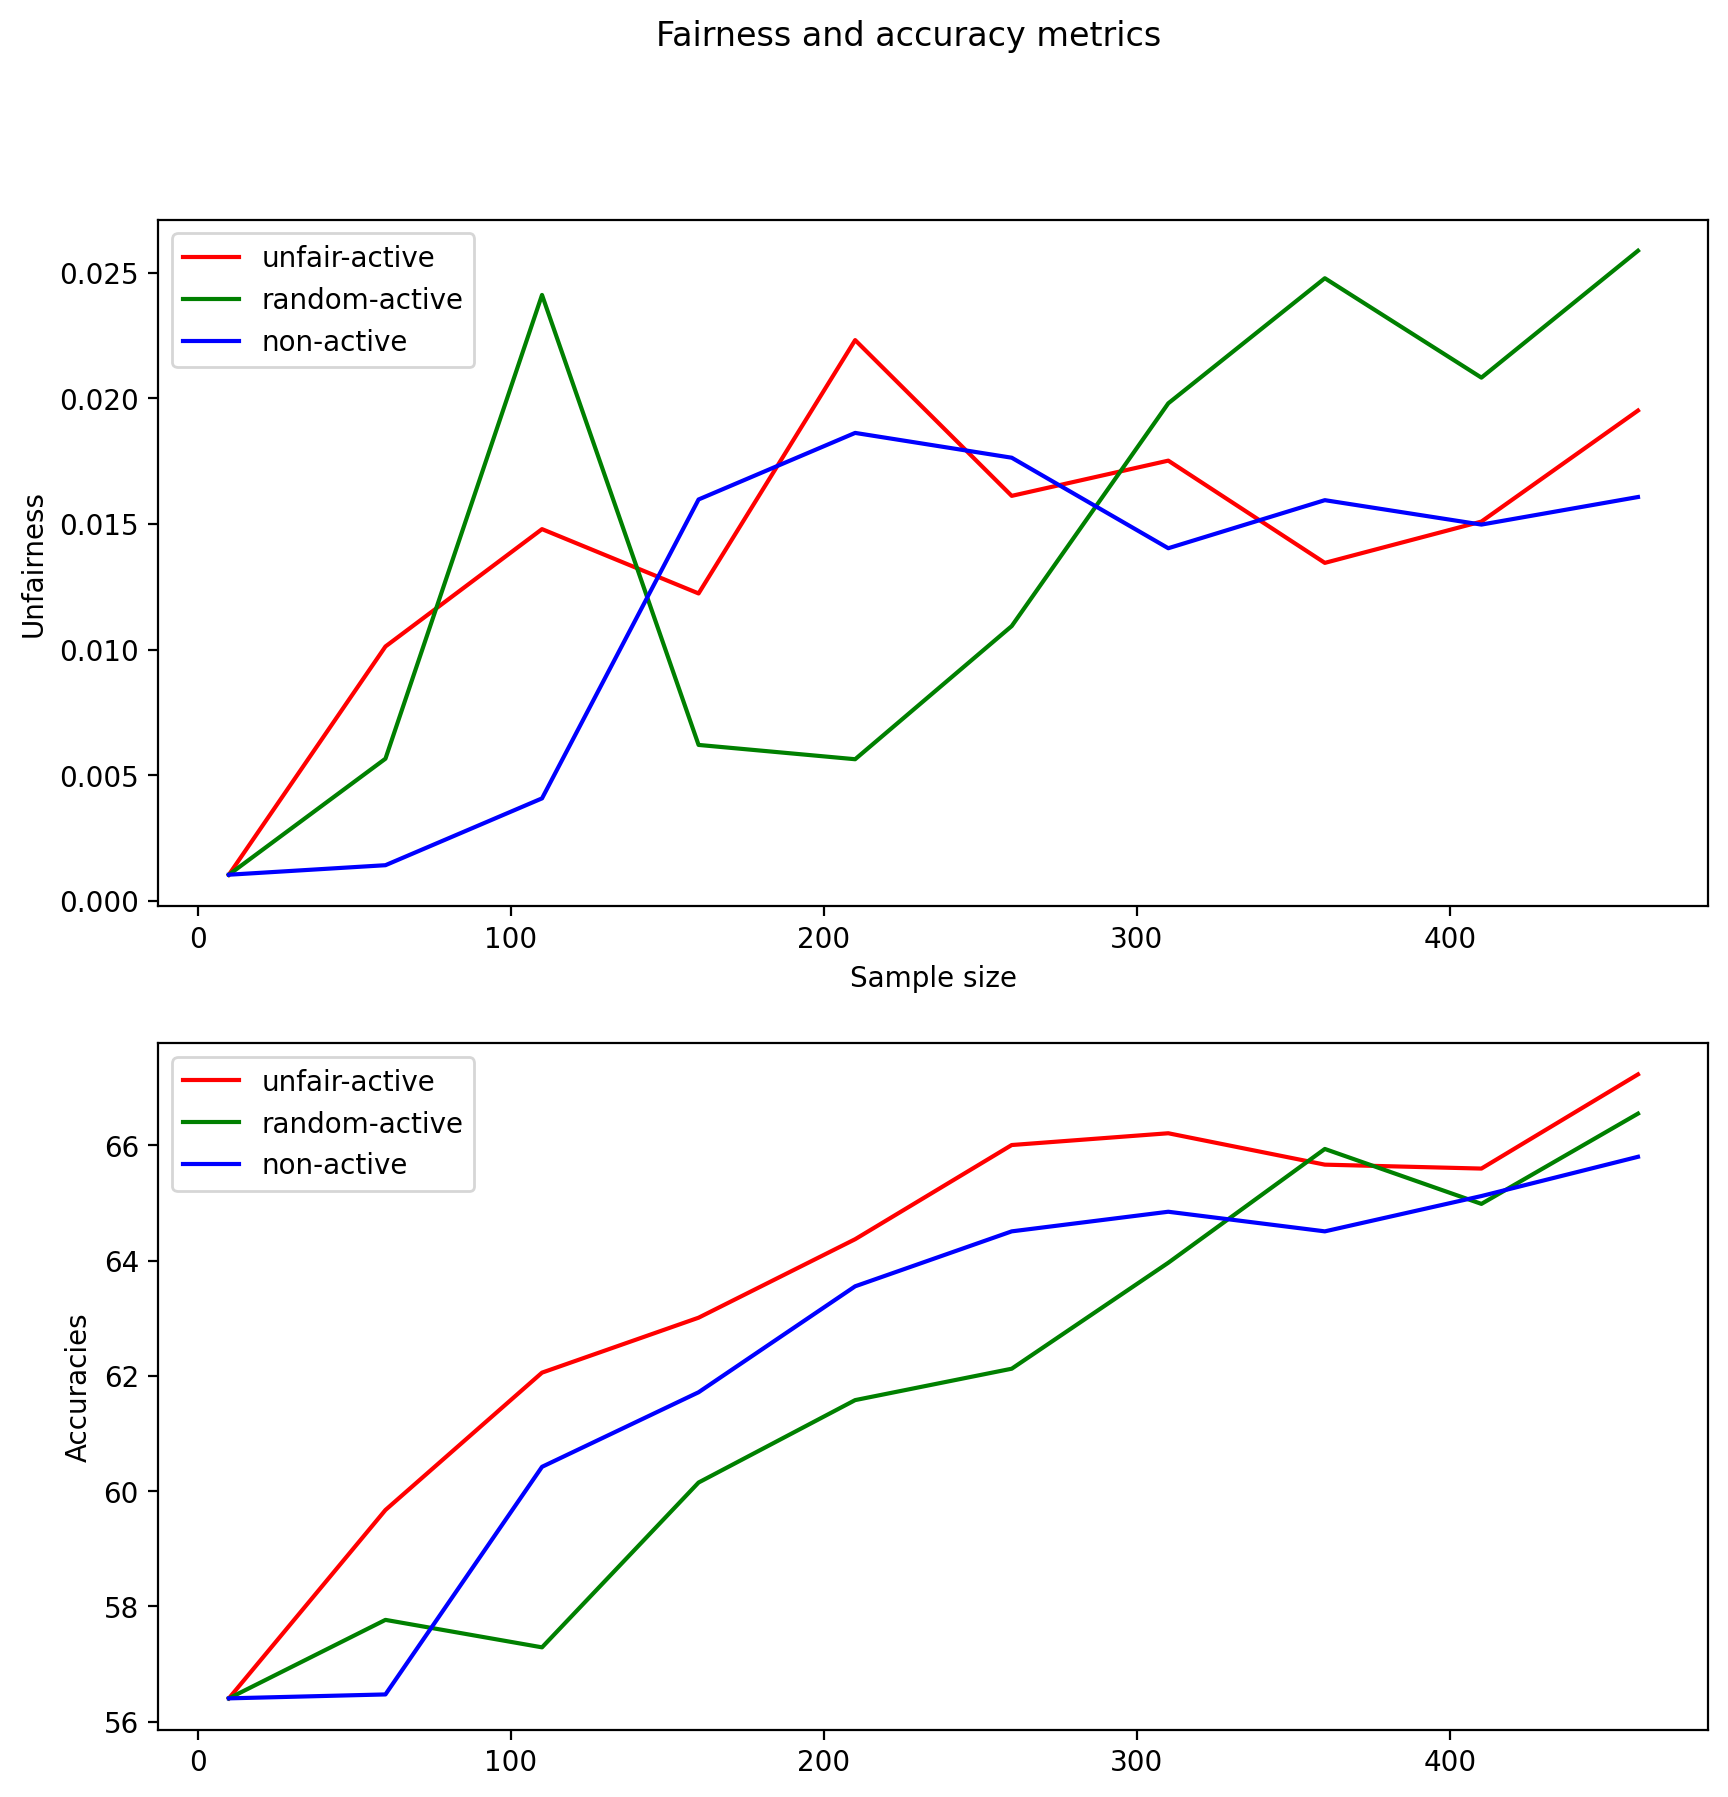 Fairness and accuracy metrics
unfair-active
random-active
non-active
0.025
0.020
0.015
0.010
0.005
0.000
Unfairness
0 100 200 300 400
Sample size
unfair-active
random-active
non-active
66
64
62
60
58
56
Accuracies
0 100 200 300 400